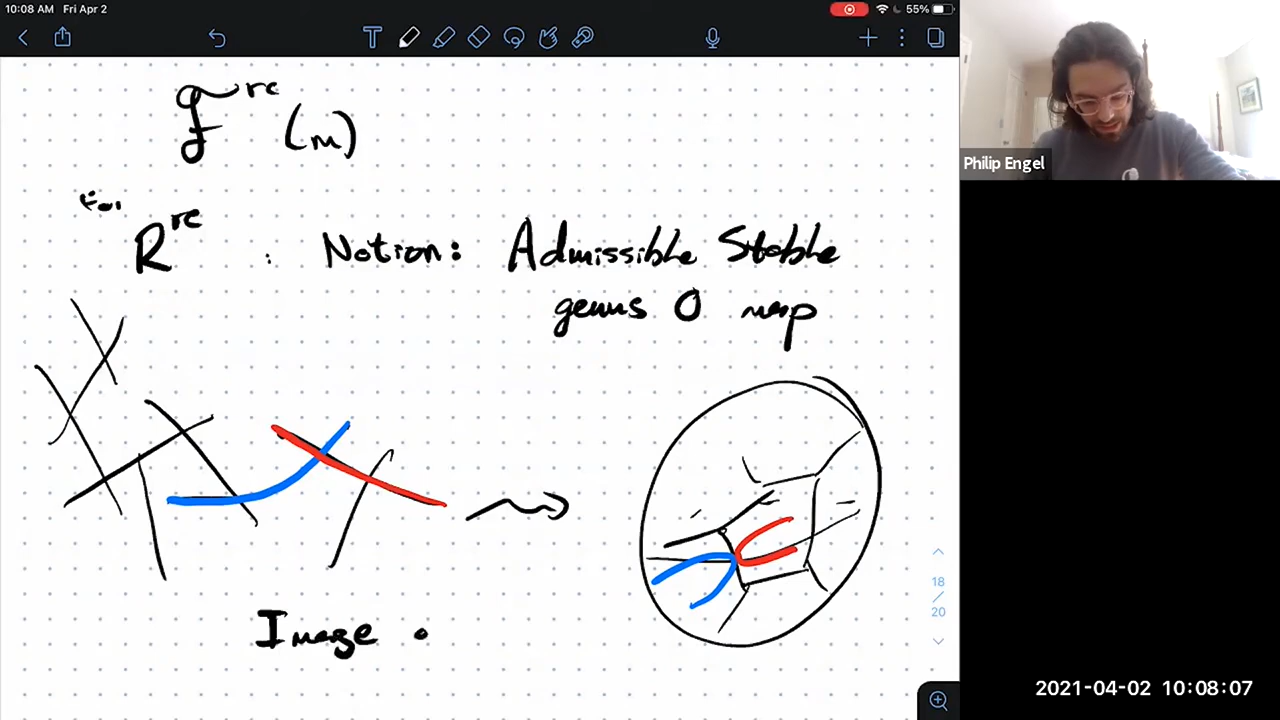 10:08 AM Fri Apr 2
55%
T
rc
(m)
For
R^rc : Notion: Admissible Stable
genus 0 map
Image
18
20
Philip Engel
2021-04-02 10:08:07